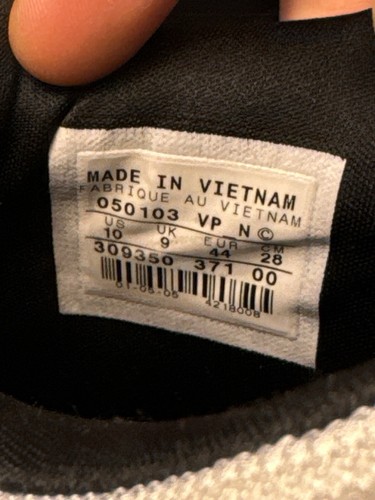 MADE IN VIETNAM
FABRIQUE AU VIETNAM
050103 VP N ©
US UK EUR CM
10 9 44 28
309350 371 00
4218008